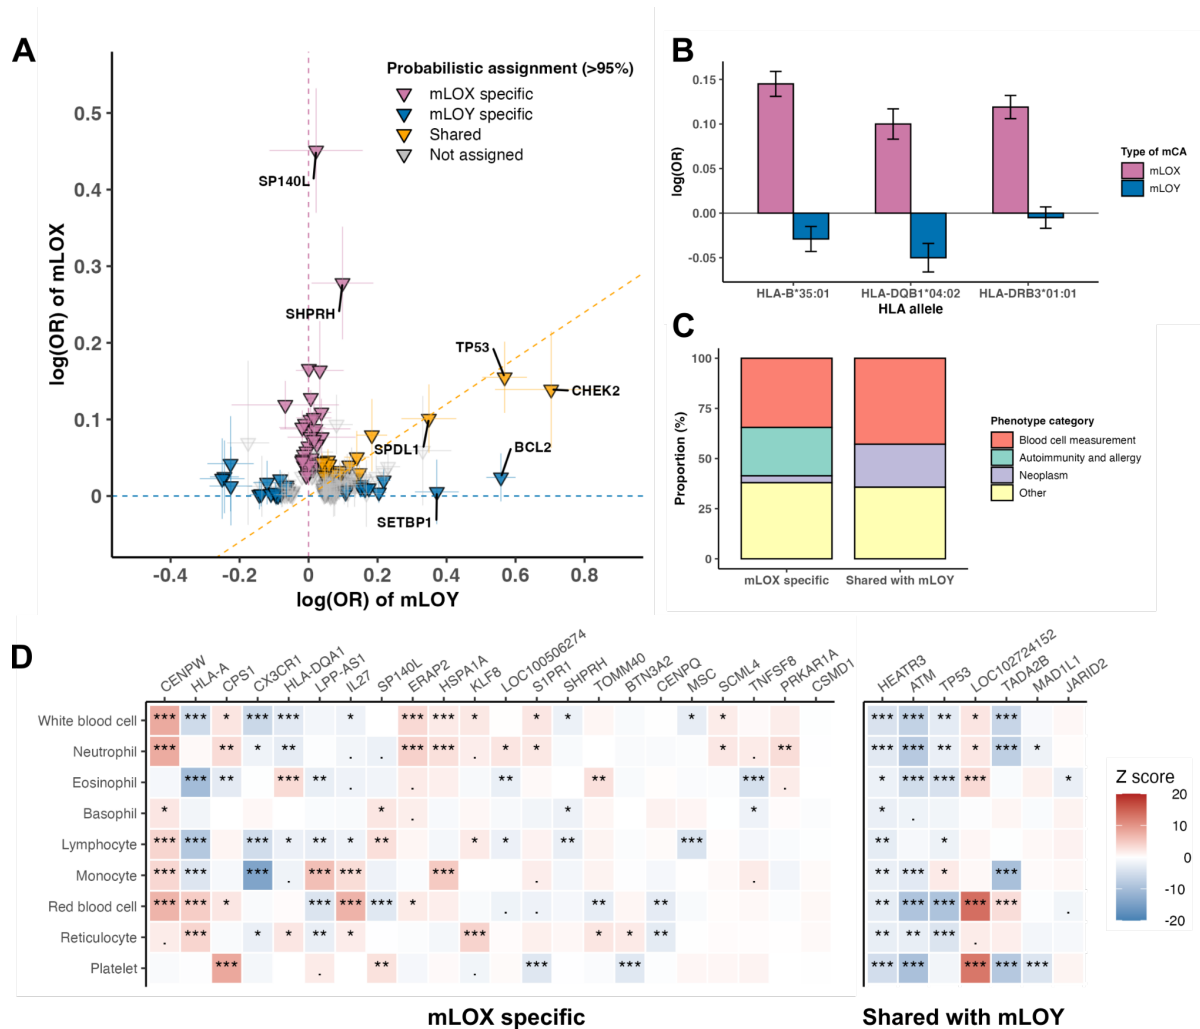 A
Probabilistic assignment (>95%)
mLOX specific
mLOY specific
Shared
Not assigned
log(OR) of mLOX
0.5
0.4
0.3
0.2
0.1
0
SP140L
SHPRH
TP53
CHEK2
SPDL1
BCL2
SETBP1
-0.4
-0.2
0
0.2
0.4
0.6
0.8
log(OR) of mLOY
B
log(OR)
0.15
0.10
0.05
0.00
-0.05
HLA-B*35:01
HLA-DQB1*04:02
HLA-DRB3*01:01
HLA allele
Type of mCA
mLOX
mLOY
C
Proportion (%)
100
75
50
25
0
mLOX specific
Shared with mLOY
Phenotype category
Blood cell measurement
Autoimmunity and allergy
Neoplasm
Other
D
CENPW
HLA-A
CPS1
CX3CR1
HLA-DQA1
LPP-AS1
IL27
SP140L
ERAP2
HSPA1A
KLF8
LOC100506274
S1PR1
SHPRH
TOMM40
BTN3A2
CENPQ
MSC
SCML4
TNFSF8
PRKAR1A
CSMD1
HEATR3
ATM
TP53
LOC102724152
TADA2B
MAD1L1
JARID2
White blood cell *** *** * *** *** * *** *** * * * * * *** *** ** * ***
Neutrophil *** ** * ** . . *** *** * * * . ** *** *** ** * *** *
Eosinophil *** ** *** ** . . ** ** *** . * *** *** *** *
Basophil * * . * * * .
Lymphocyte *** *** *** * ** * ** * * ** *** ** *
Monocyte *** *** *** . *** *** *** . . ** *** * ***
Red blood cell *** *** * *** *** *** * . . ** ** ** *** *** *** *** .
Reticulocyte . *** * * ** * *** * * ** ** ** *** .
Platelet *** . ** . *** *** *** *** *** *** ***
Z score
20
10
0
-10
-20
mLOX specific
Shared with mLOY